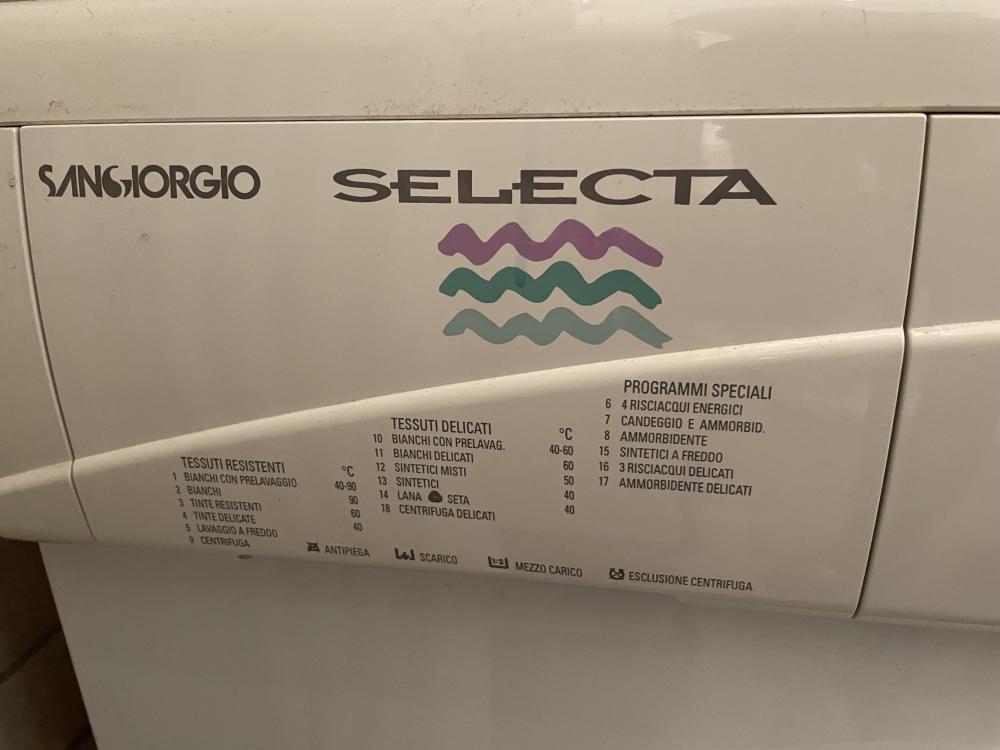 SANGIORGIO
SELECTA
TESSUTI RESISTENTI
°C
1 BIANCHI CON PRELAVAGGIO 40-90
2 BIANCHI 90
3 TINTE RESISTENTI 60
4 TINTE DELICATE 40
5 LAVAGGIO A FREDDO
9 CENTRIFUGA
TESSUTI DELICATI
°C
10 BIANCHI CON PRELAVAG. 40-60
11 BIANCHI DELICATI 60
12 SINTETICI MISTI 50
13 SINTETICI 40
14 LANA SETA 40
18 CENTRIFUGA DELICATI
PROGRAMMI SPECIALI
6 4 RISCIACQUI ENERGICI
7 CANDEGGIO E AMMORBID.
8 AMMORBIDENTE
15 SINTETICI A FREDDO
16 3 RISCIACQUI DELICATI
17 AMMORBIDENTE DELICATI
ANTIPIEGA
SCARICO
1:2 MEZZO CARICO
ESCLUSIONE CENTRIFUGA